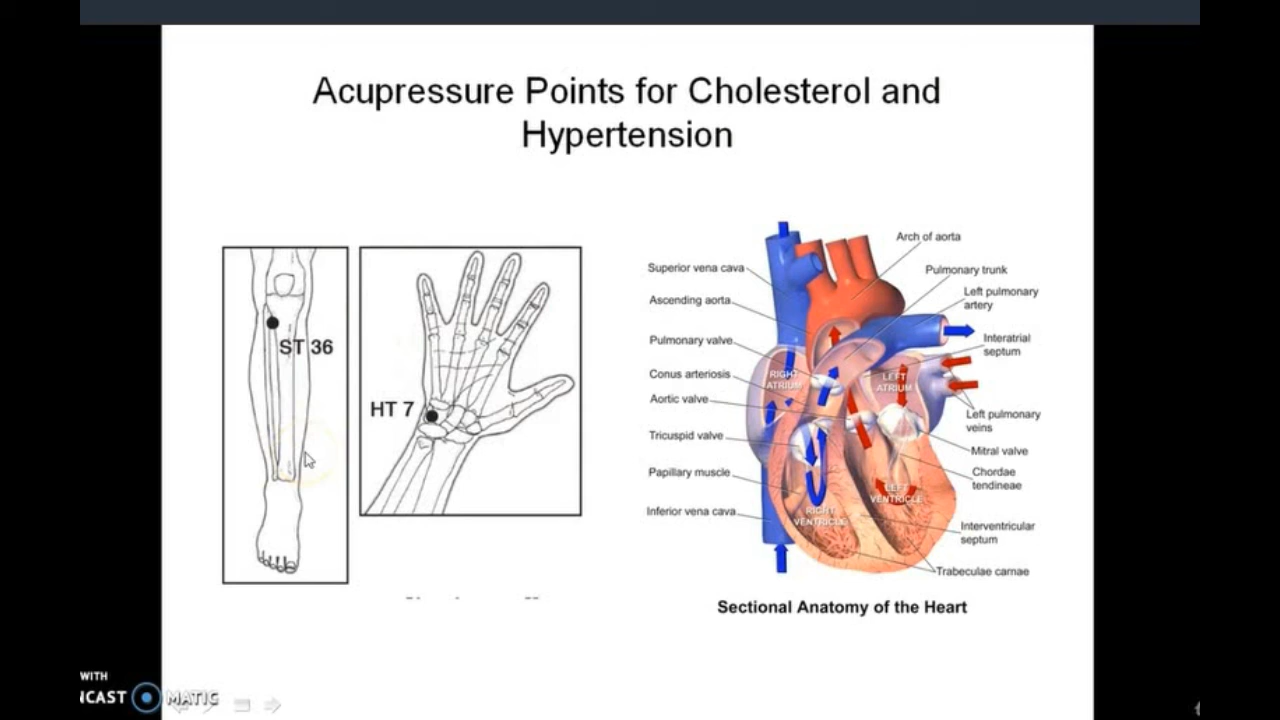 Acupressure Points for Cholesterol and
Hypertension
ST 36
HT 7
Superior vena cava
Ascending aorta
Pulmonary valve
Conus arteriosis
Aortic valve
Tricuspid valve
Papillary muscle
Inferior vena cava
Arch of aorta
Pulmonary trunk
Left pulmonary
artery
Interatrial
septum
Left pulmonary
veins
Mitral valve
Chordae
tendineae
Interventricular
septum
Trabeculae carnae
RIGHT
ATRIUM
LEFT
ATRIUM
LEFT
VENTRICLE
RIGHT
VENTRICLE
Sectional Anatomy of the Heart
WITH
CAST MATIC